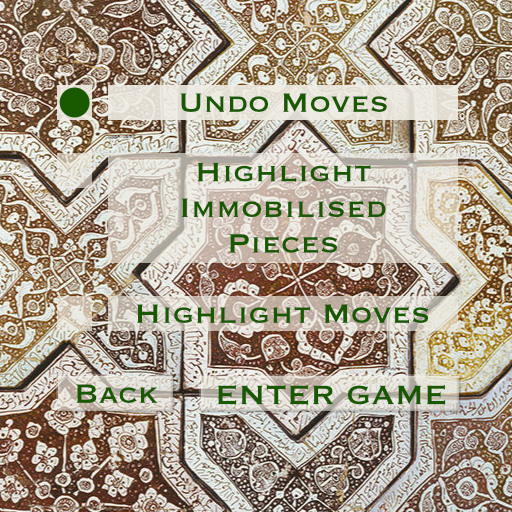 Undo Moves
Highlight
Immobilised
Pieces
Highlight Moves
Back
ENTER GAME